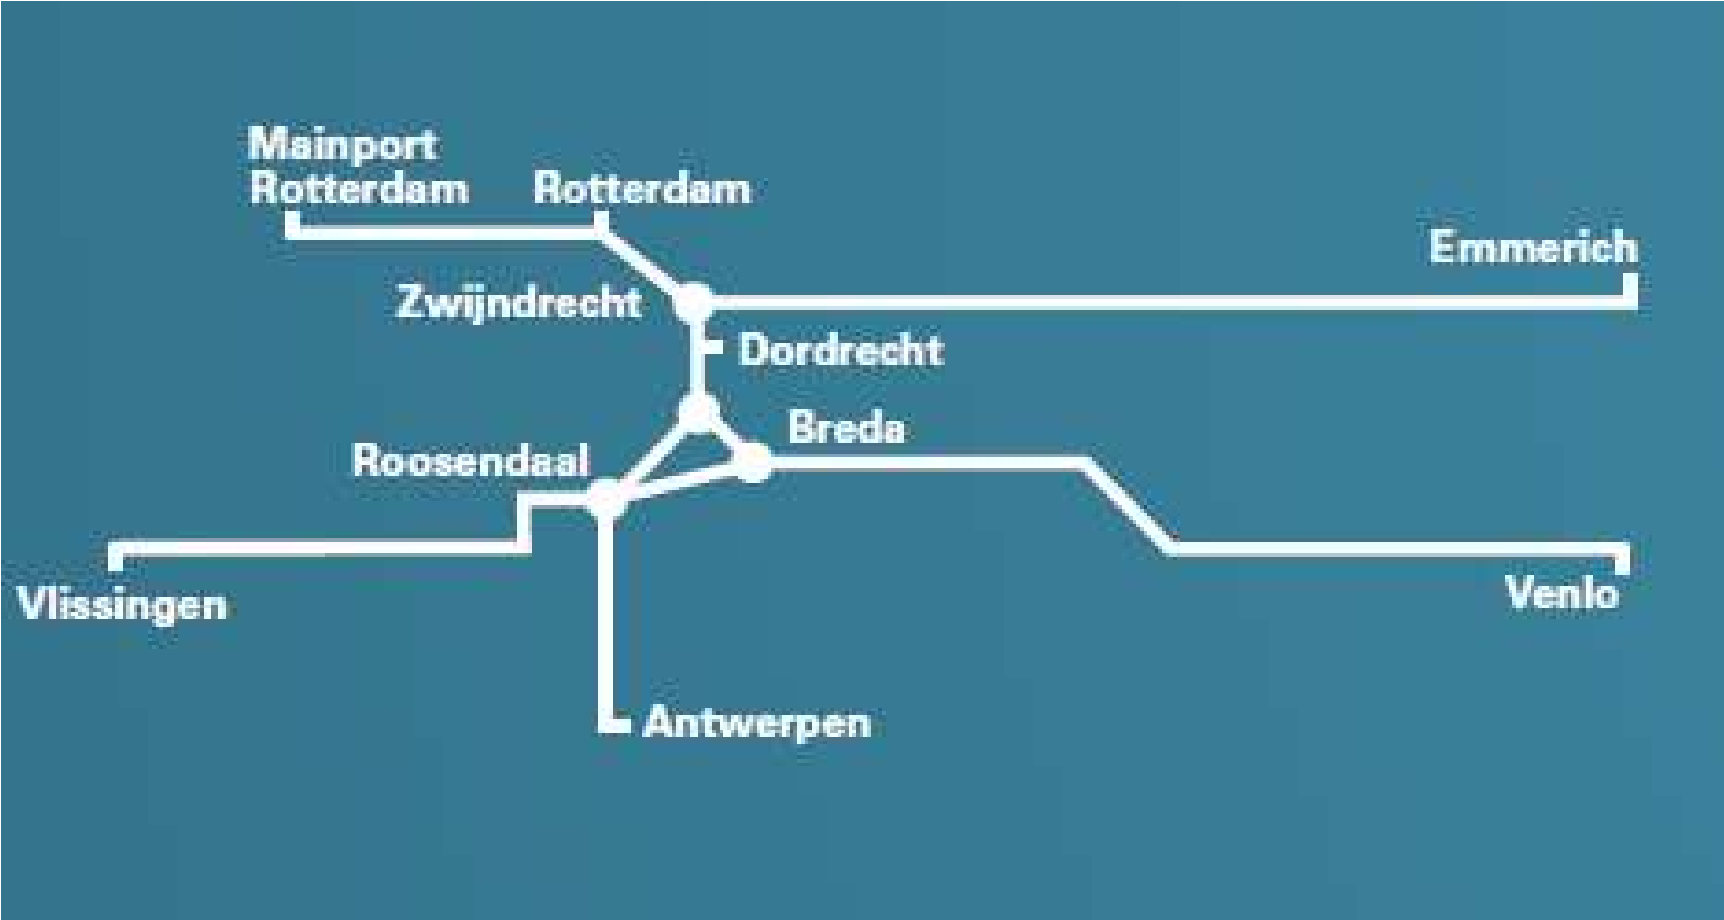 Mainport
Rotterdam
Rotterdam
Emmerich
Zwijndrecht
Dordrecht
Breda
Roosendaal
Vlissingen
Venlo
Antwerpen